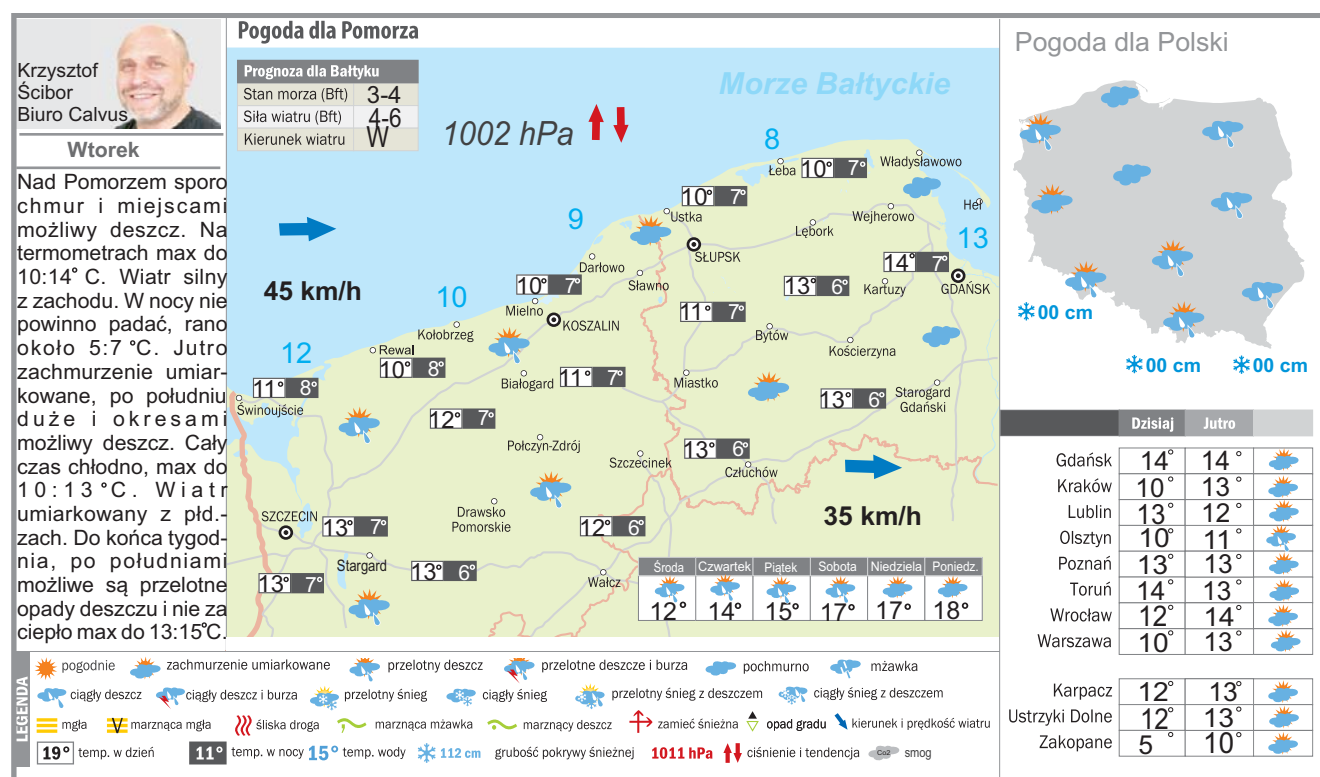 Krzysztof
Ścibor
Biuro Calvus
Wtorek
Nad Pomorzem sporo
chmur i miejscami
możliwy deszcz. Na
termometrach max do
10:14° C. Wiatr silny
z zachodu. W nocy nie
powinno padać, rano
około 5:7 °C. Jutro
zachmurzenie umiar-
kowane, po południu
duże i okresami
możliwy deszcz. Cały
czas chłodno, max do
10:13 °C. Wiatr
umiarkowany z płd.-
zach. Do końca tygod-
nia, po południami
możliwe są przelotne
opady deszczu i nie za
ciepło max do 13:15°C.
Pogoda dla Pomorza
Prognoza dla Bałtyku
Stan morza (Bft) 3-4
Siła wiatru (Bft) 4-6
Kierunek wiatru W
Morze Bałtyckie
1002 hPa
8
Łeba 10° 7°
Władysławowo
10° 7°
Ustka
Wejherowo
Hel
9
Lębork
13
SŁUPSK
14° 7°
Darłowo
Sławno
Kartuzy
GDAŃSK
45 km/h
10° 7°
13° 6°
10
Mielno
11° 7°
KOSZALIN
Kołobrzeg
Bytów
Kościerzyna
12
Rewal
10° 8°
11° 8°
Białogard
11° 7°
Miastko
Starogard
Gdański
13° 6°
Świnoujście
12° 7°
Połczyn-Zdrój
13° 6°
Szczecinek
Człuchów
Drawsko
Pomorskie
35 km/h
SZCZECIN
13° 7°
12° 6°
Stargard
13° 6°
13° 7°
Wałcz
Środa Czwartek Piątek Sobota Niedziela Poniedz.
12° 14° 15° 17° 17° 18°
Pogoda dla Polski
00 cm
00 cm 00 cm
Dzisiaj Jutro
Gdańsk 14° 14°
Kraków 10° 13°
Lublin 13° 12°
Olsztyn 10° 11°
Poznań 13° 13°
Toruń 14° 13°
Wrocław 12° 14°
Warszawa 10° 13°
Karpacz 12° 13°
Ustrzyki Dolne 12° 13°
Zakopane 5° 10°
LEGENDA
pogodnie zachmurzenie umiarkowane przelotny deszcz przelotne deszcze i burza pochmurno mżawka
ciągły deszcz ciągły deszcz i burza przelotny śnieg ciągły śnieg przelotny śnieg z deszczem ciągły śnieg z deszczem
mgła marznąca mgła śliska droga marznąca mżawka marznący deszcz zamieć śnieżna opad gradu kierunek i prędkość wiatru
19° temp. w dzień 11° temp. w nocy 15° temp. wody 112 cm grubość pokrywy śnieżnej 1011 hPa ciśnienie i tendencja Co2 smog